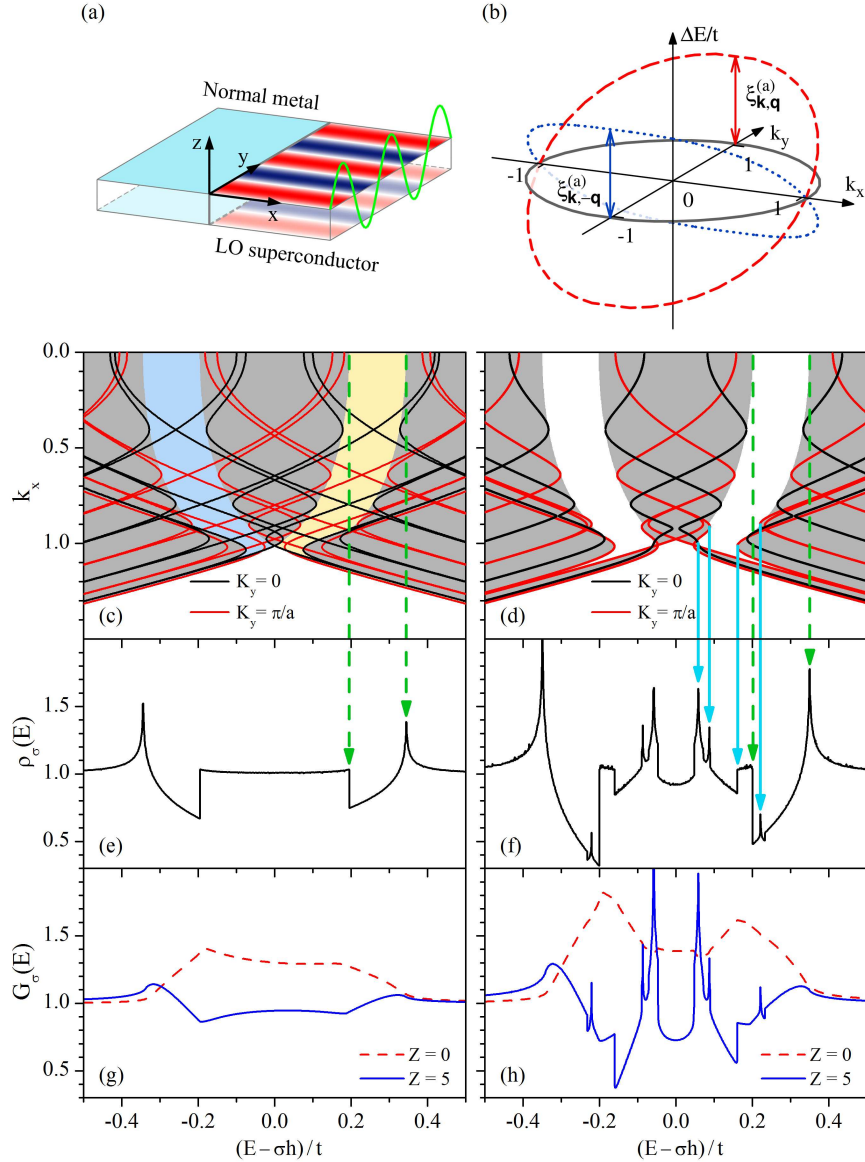 (a)
Normal metal
z
y
x
LO superconductor
(b)
ΔE/t
ξ(a)k,q
ky
ξ(a)k,−q
-1
1
kx
0
1
-1
0.0
0.5
kx
1.0
(c)
Ky = 0
Ky = π/a
(d)
Ky = 0
Ky = π/a
1.5
ρσ(E)
1.0
0.5
(e)
(f)
1.5
Gσ(E)
1.0
0.5
(g)
Z = 0
Z = 5
(h)
Z = 0
Z = 5
-0.4 -0.2 0.0 0.2 0.4
-0.4 -0.2 0.0 0.2 0.4
(E − σh) / t
(E − σh) / t